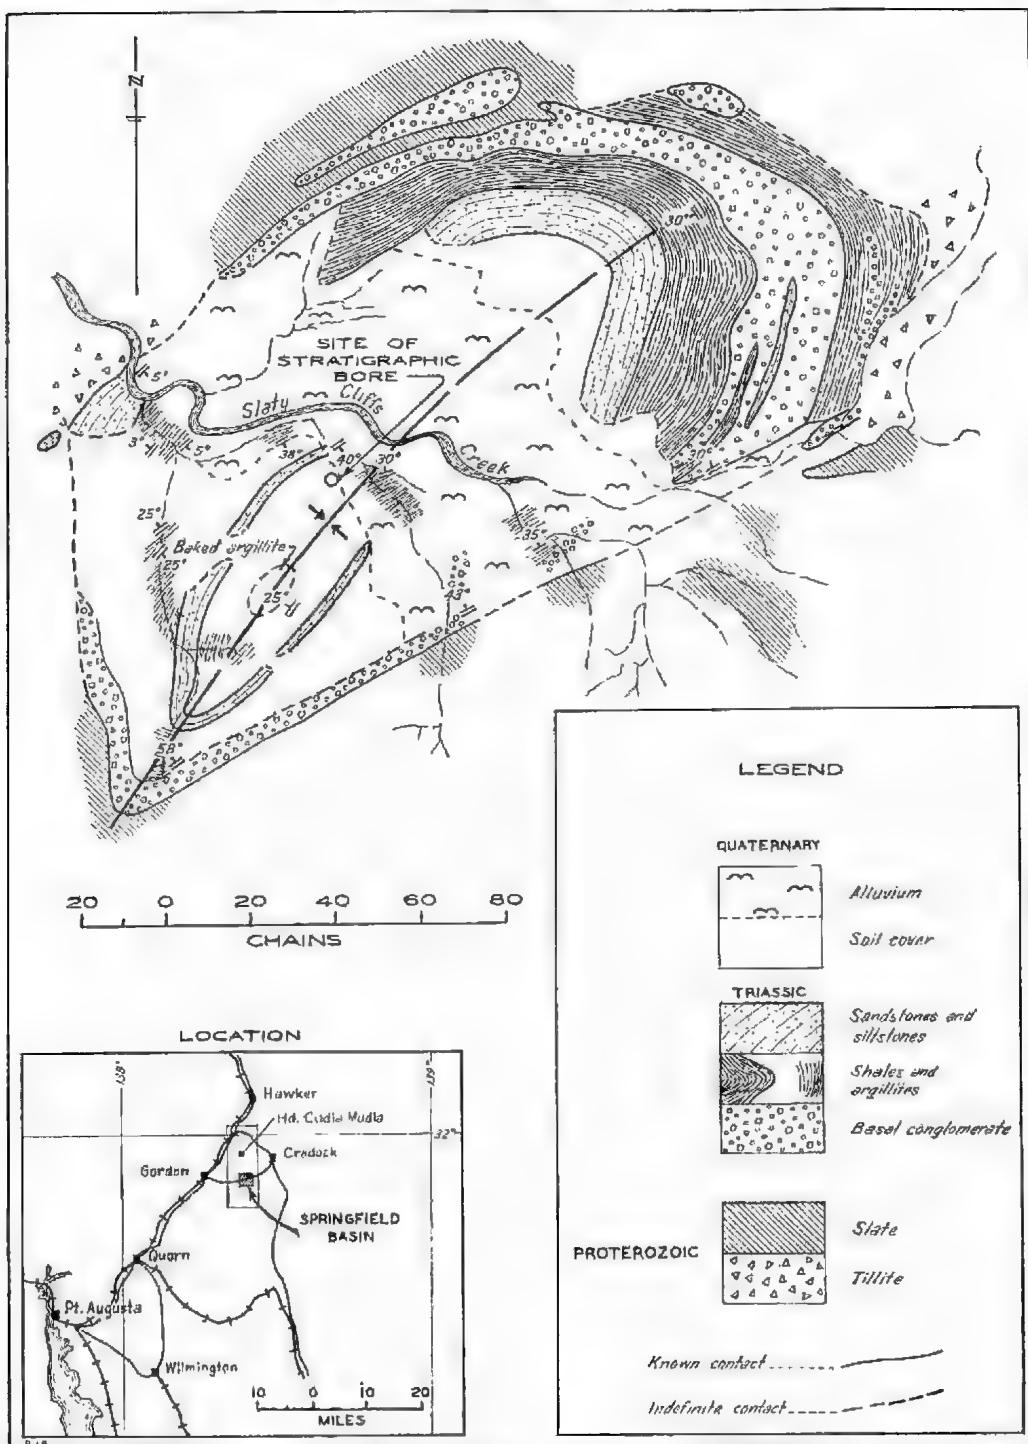 N
30°
SITE OF
STRATIGRAPHIC
BORE
5°
Slaty
Cliffs
Creek
3°
5°
38°
40°
30°
30°
25°
Baked argillite
25°
35°
25°
43°
58°
20 0 20 40 60 80
CHAINS
LEGEND
QUATERNARY
Alluvium
Soil cover
TRIASSIC
Sandstones and
siltstones
Shales and
argillites
Basal conglomerate
PROTEROZOIC
Slate
Tillite
Known contact
Indefinite contact
LOCATION
138°
139°
Hawker
Hd. Cudla Mudla
32°
Cradock
Gordon
SPRINGFIELD
BASIN
Quorn
Pt. Augusta
Wilmington
10 0 10 20
MILES